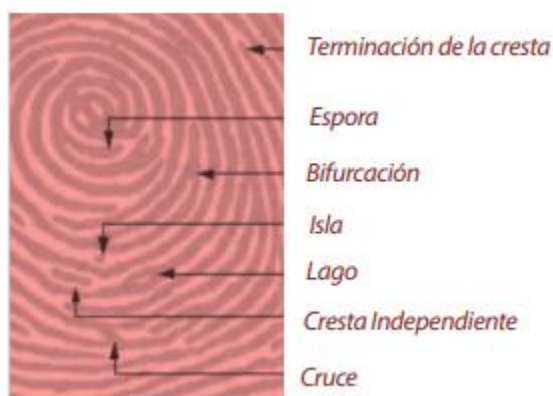 Terminación de la cresta
Espora
Bifurcación
Isla
Lago
Cresta Independiente
Cruce